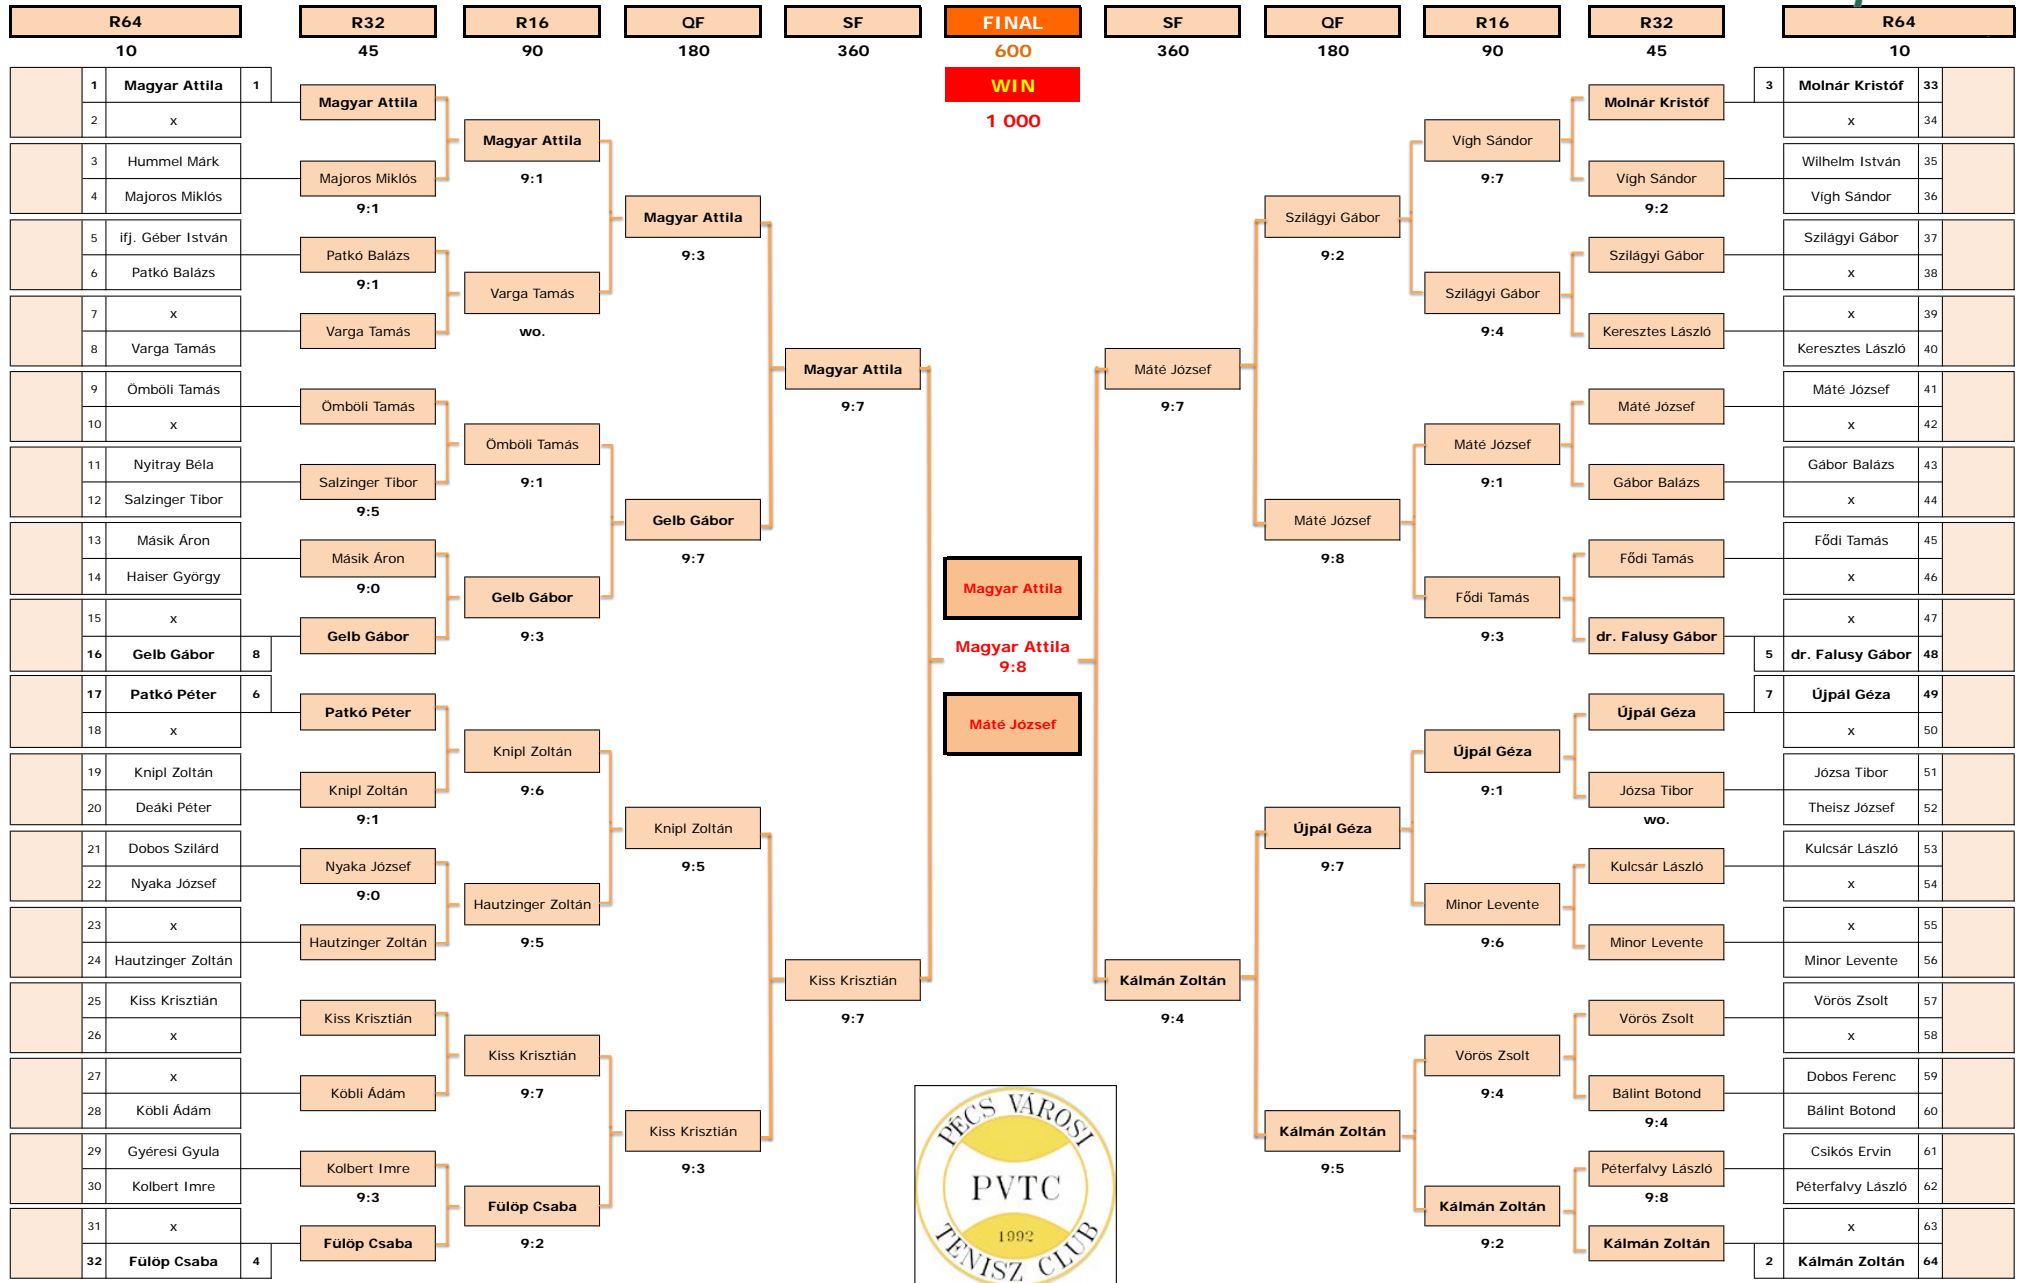 R64 R32 R16 QF SF FINAL SF QF R16 R32 R64
10 45 90 180 360 600 360 180 90 45 10
WIN
1 000
1 Magyar Attila 1
2 x
3 Hummel Márk
4 Majoros Miklós
5 ifj. Géber István
6 Patkó Balázs
7 x
8 Varga Tamás
9 Ömböli Tamás
10 x
11 Nyitray Béla
12 Salzinger Tibor
13 Másik Áron
14 Haiser György
15 x
16 Gelb Gábor 8
17 Patkó Péter 6
18 x
19 Knipl Zoltán
20 Deáki Péter
21 Dobos Szilárd
22 Nyaka József
23 x
24 Hautzinger Zoltán
25 Kiss Krisztián
26 x
27 x
28 Köbli Ádám
29 Gyéresi Gyula
30 Kolbert Imre
31 x
32 Fülöp Csaba 4
Magyar Attila
Majoros Miklós
9:1
Patkó Balázs
9:1
Varga Tamás
Ömböli Tamás
Salzinger Tibor
9:5
Másik Áron
9:0
Gelb Gábor
Patkó Péter
Knipl Zoltán
9:1
Nyaka József
9:0
Hautzinger Zoltán
Kiss Krisztián
Köbli Ádám
Kolbert Imre
9:3
Fülöp Csaba
Magyar Attila
9:1
Varga Tamás
wo.
Ömböli Tamás
9:1
Gelb Gábor
9:3
Knipl Zoltán
9:6
Hautzinger Zoltán
9:5
Kiss Krisztián
9:7
Fülöp Csaba
9:2
Magyar Attila
9:3
Gelb Gábor
9:7
Knipl Zoltán
9:5
Kiss Krisztián
9:3
Magyar Attila
9:7
Kiss Krisztián
9:7
Magyar Attila
Magyar Attila
9:8
Máté József
PÉCS VÁROSI
PVTC
1992
TENISZ CLUB
Máté József
9:7
Kálmán Zoltán
9:4
Szilágyi Gábor
9:2
Máté József
9:8
Újpál Géza
9:7
Kálmán Zoltán
9:5
Vígh Sándor
9:7
Szilágyi Gábor
9:4
Máté József
9:1
Fődi Tamás
9:3
Újpál Géza
9:1
Minor Levente
9:6
Vörös Zsolt
9:4
Kálmán Zoltán
9:2
Molnár Kristóf
Vígh Sándor
9:2
Szilágyi Gábor
Keresztes László
Máté József
Gábor Balázs
Fődi Tamás
dr. Falusy Gábor
Újpál Géza
Józsa Tibor
wo.
Kulcsár László
Minor Levente
Vörös Zsolt
Bálint Botond
9:4
Péterfalvy László
9:8
Kálmán Zoltán
3 Molnár Kristóf 33
x 34
Wilhelm István 35
Vígh Sándor 36
Szilágyi Gábor 37
x 38
x 39
Keresztes László 40
Máté József 41
x 42
Gábor Balázs 43
x 44
Fődi Tamás 45
x 46
x 47
5 dr. Falusy Gábor 48
7 Újpál Géza 49
x 50
Józsa Tibor 51
Theisz József 52
Kulcsár László 53
x 54
x 55
Minor Levente 56
Vörös Zsolt 57
x 58
Dobos Ferenc 59
Bálint Botond 60
Csikós Ervin 61
Péterfalvy László 62
x 63
2 Kálmán Zoltán 64